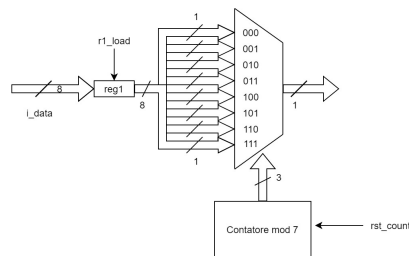 1
r1_load
000
001
010
011
100
101
110
111
8
reg1
8
1
i_data
1
3
Contatore mod 7
rst_count